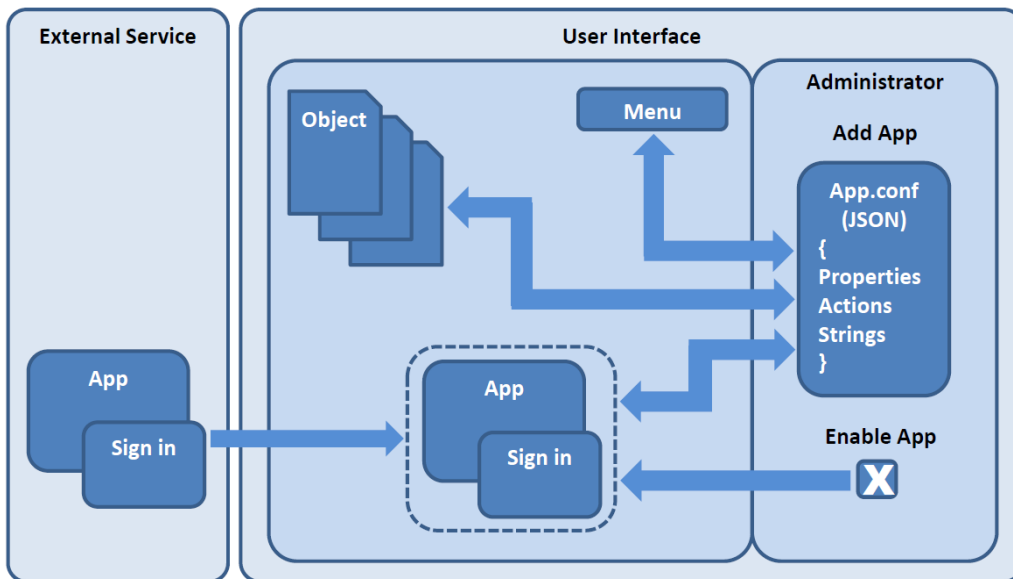 External Service
User Interface
Object
Menu
Administrator
Add App
App.conf
(JSON)
{
Properties
Actions
Strings
}
App
Sign in
App
Sign in
Enable App
X